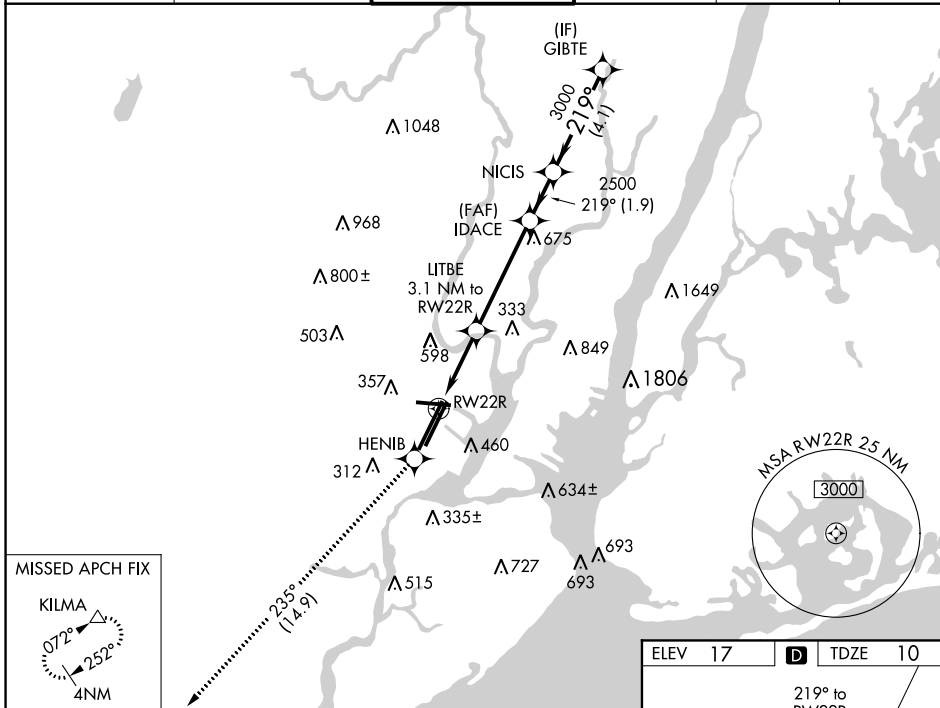 (IF)
GIBTE
3000
219°
(4.1)
1048
NICIS
2500
219° (1.9)
(FAF)
IDACE
675
968
LITBE
3.1 NM to
RW22R
800±
1649
333
503
598
849
357
1806
RW22R
HENIB
460
312
MSA RW22R 25 NM
3000
634±
335±
693
727
693
515
235°
(14.9)
MISSED APCH FIX
KILMA
072°
252°
4NM
ELEV 17 D TDZE 10
219° to
RW22R